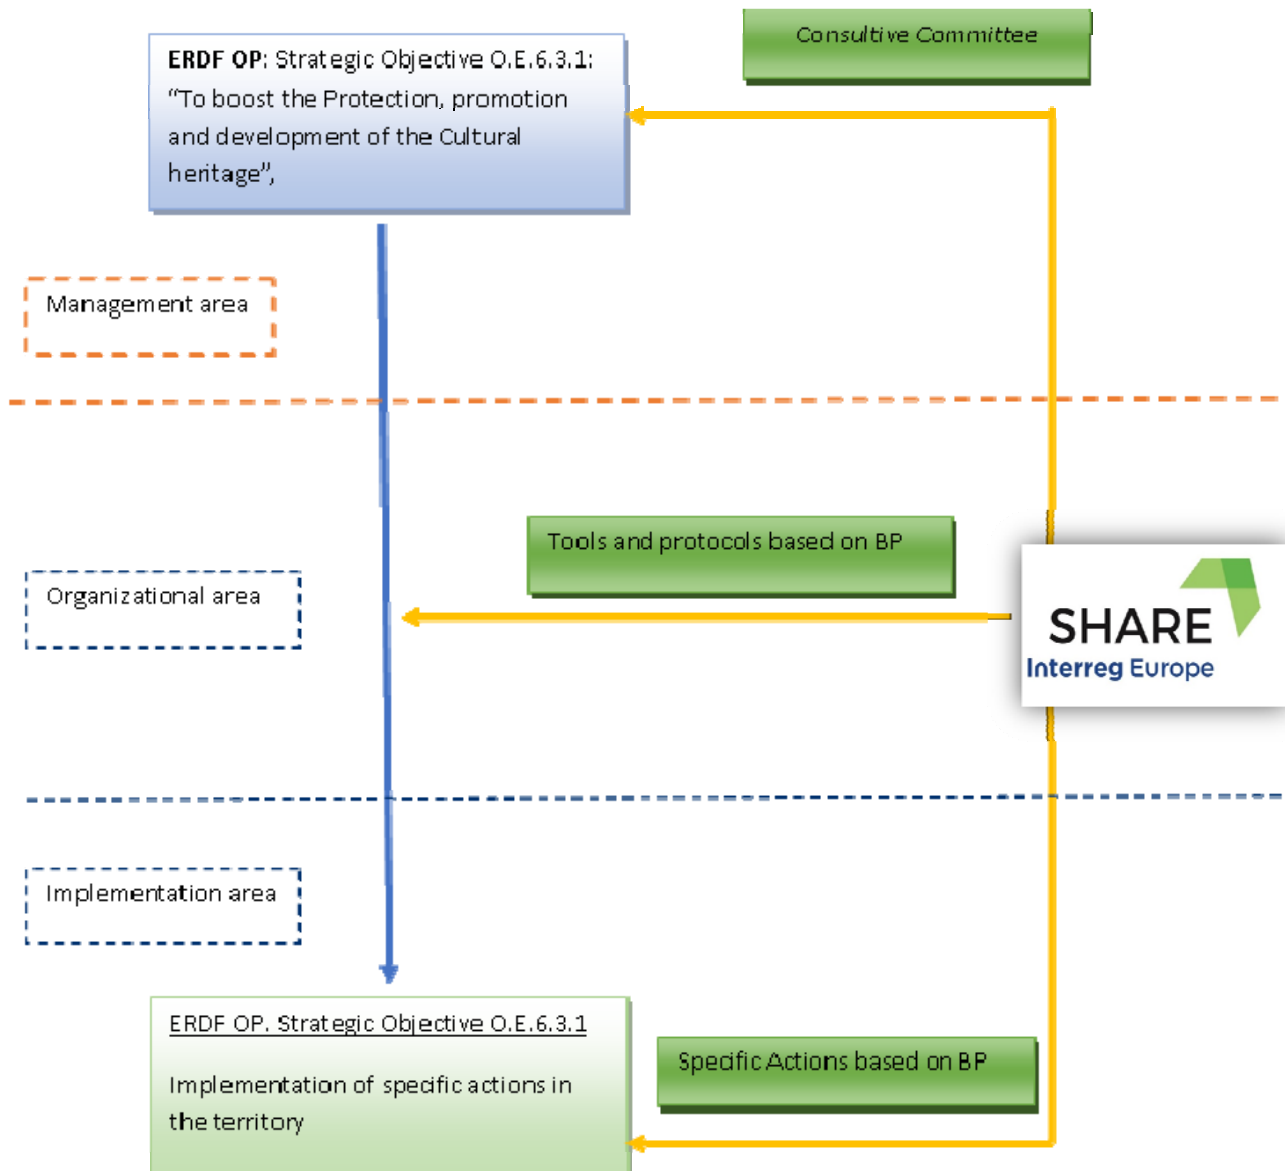 Consultive Committee
ERDF OP: Strategic Objective O.E.6.3.1:
“To boost the Protection, promotion
and development of the Cultural
heritage”,
Management area
Tools and protocols based on BP
Organizational area
SHARE
Interreg Europe
Implementation area
ERDF OP. Strategic Objective O.E.6.3.1
Specific Actions based on BP
Implementation of specific actions in
the territory